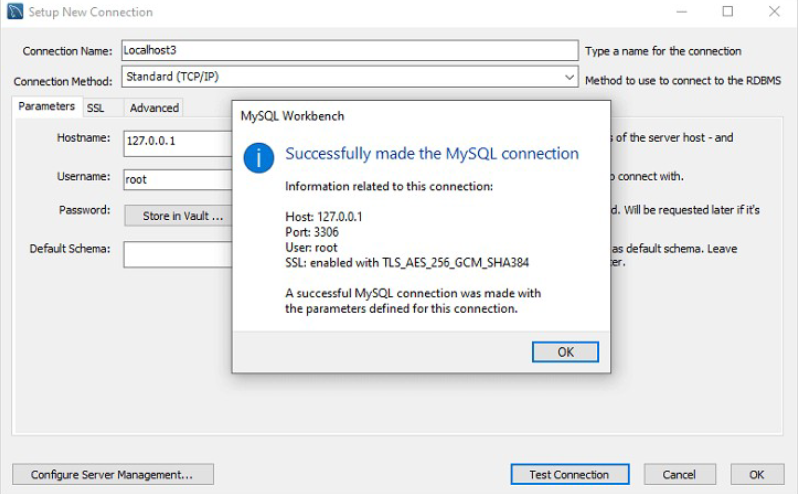 Setup New Connection
Connection Name: Localhost3 Type a name for the connection
Connection Method: Standard (TCP/IP) Method to use to connect to the RDBMS
Parameters SSL Advanced
Hostname: 127.0.0.1 of the server host - and
Username: root connect with.
Password: Store in Vault ... Will be requested later if it's
Default Schema: as default schema. Leave
MySQL Workbench
Successfully made the MySQL connection
Information related to this connection:
Host: 127.0.0.1
Port: 3306
User: root
SSL: enabled with TLS_AES_256_GCM_SHA384
A successful MySQL connection was made with
the parameters defined for this connection.
OK
Configure Server Management... Test Connection Cancel OK